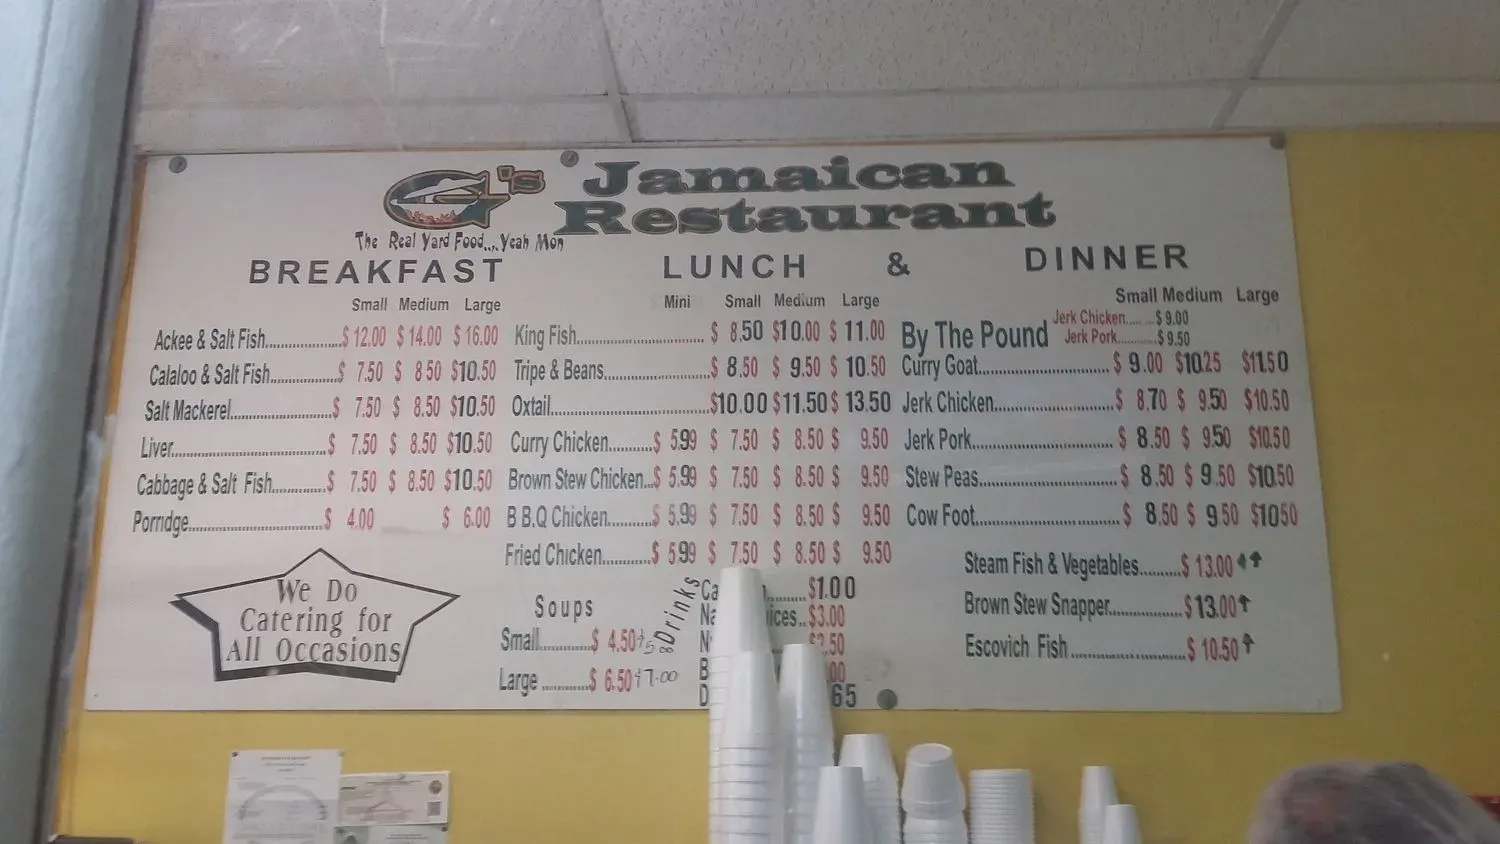 G's Jamaican Restaurant
The Real Yard Food....Yeah Mon
BREAKFAST
Small Medium Large
Ackee & Salt Fish $ 12.00 $ 14.00 $ 16.00
Calaloo & Salt Fish $ 7.50 $ 8.50 $10.50
Salt Mackerel $ 7.50 $ 8.50 $10.50
Liver $ 7.50 $ 8.50 $10.50
Cabbage & Salt Fish $ 7.50 $ 8.50 $10.50
Porridge $ 4.00 $ 6.00
We Do
Catering for
All Occasions
LUNCH & DINNER
Mini Small Medium Large
King Fish $ 8.50 $10.00 $ 11.00
Tripe & Beans $ 8.50 $ 9.50 $ 10.50
Oxtail $10.00 $11.50 $ 13.50
Curry Chicken $ 5.99 $ 7.50 $ 8.50 $ 9.50
Brown Stew Chicken $ 5.99 $ 7.50 $ 8.50 $ 9.50
B B.Q Chicken $ 5.99 $ 7.50 $ 8.50 $ 9.50
Fried Chicken $ 5.99 $ 7.50 $ 8.50 $ 9.50
Soups
Small $ 4.50
Large $ 6.50 7.00
Drinks
$1.00
$3.00
Small Medium Large
By The Pound
Jerk Chicken $ 9.00
Jerk Pork $ 9.50
Curry Goat $ 9.00 $10.25 $11.50
Jerk Chicken $ 8.70 $ 9.50 $10.50
Jerk Pork $ 8.50 $ 9.50 $10.50
Stew Peas $ 8.50 $ 9.50 $10.50
Cow Foot $ 8.50 $ 9.50 $10.50
Steam Fish & Vegetables $ 13.00
Brown Stew Snapper $13.00
Escovich Fish $ 10.50